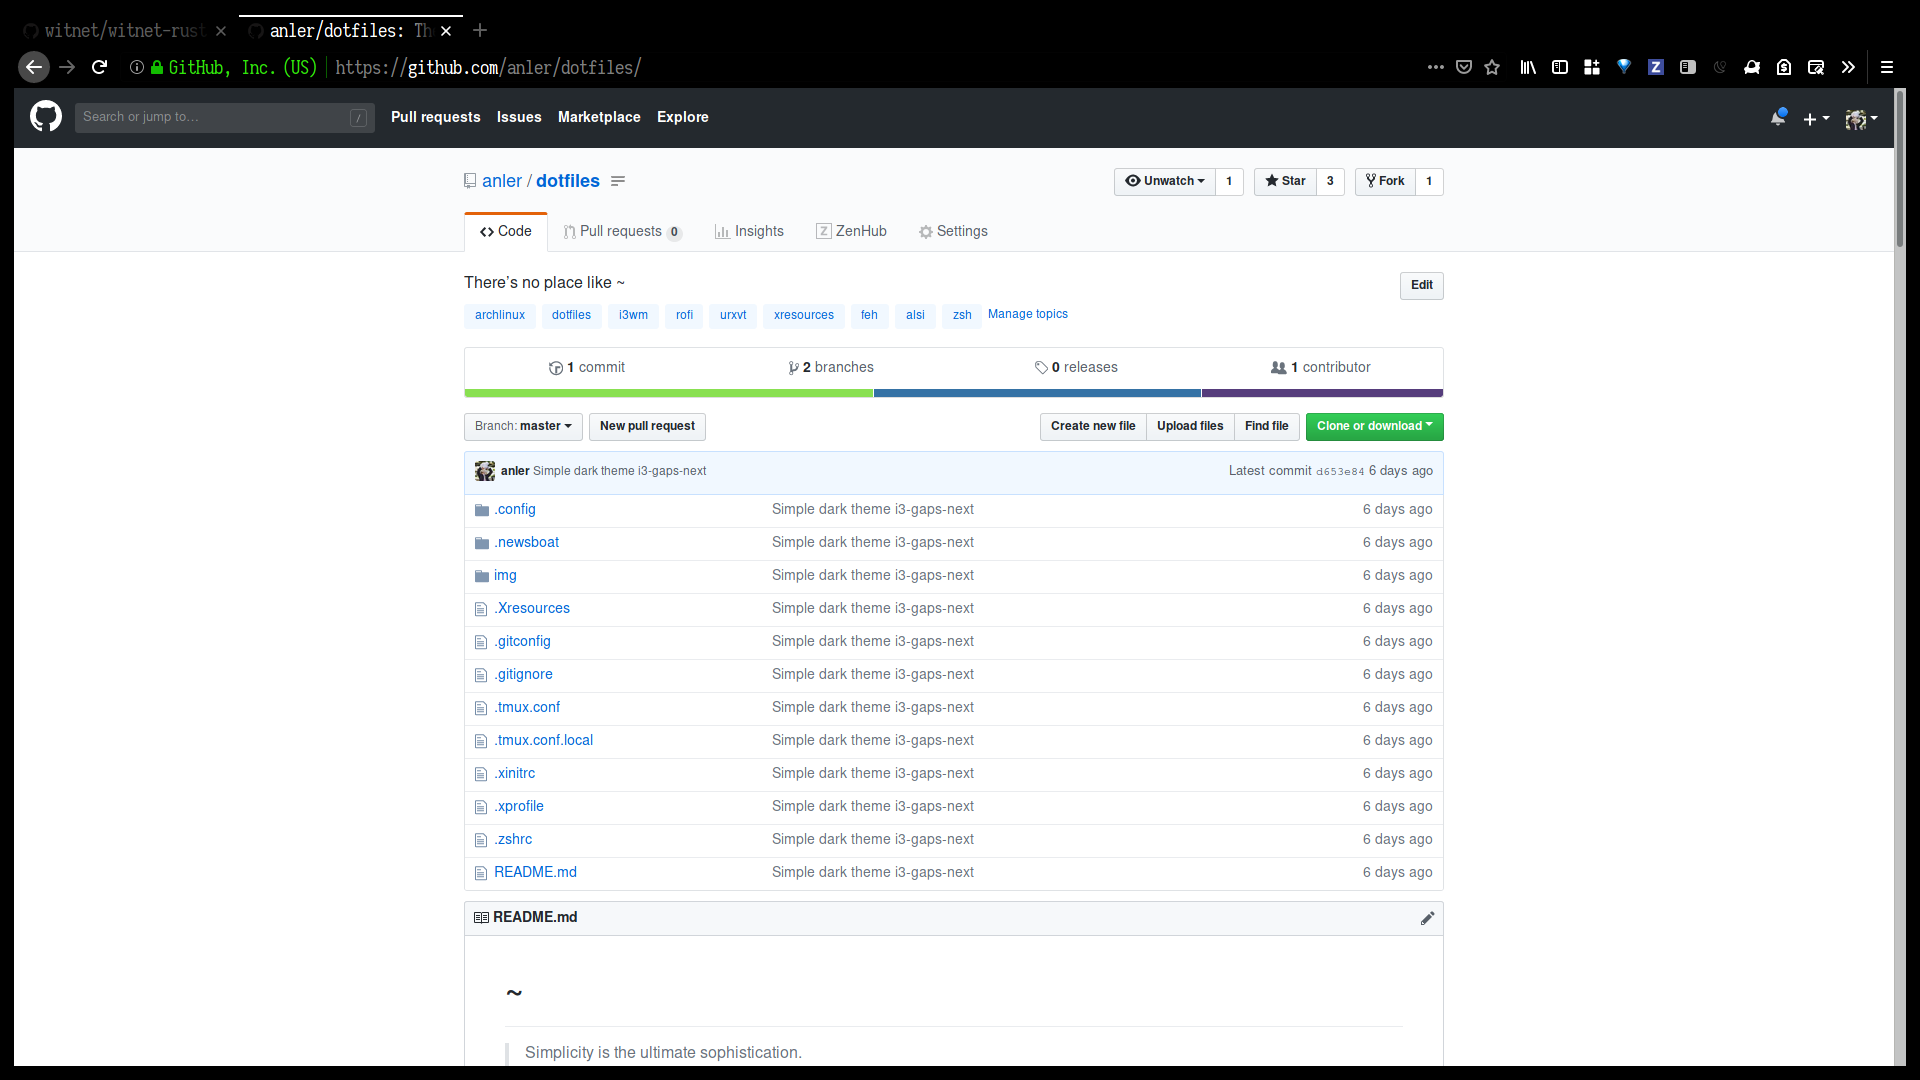 witnet/witnet-rust
anler/dotfiles: Th
GitHub, Inc. (US) https://github.com/anler/dotfiles/
Search or jump to... /
Pull requests Issues Marketplace Explore
anler / dotfiles
Unwatch 1 Star 3 Fork 1
Code Pull requests 0 Insights ZenHub Settings
There's no place like ~
Edit
archlinux dotfiles i3wm rofi urxvt xresources feh alsi zsh Manage topics
1 commit 2 branches 0 releases 1 contributor
Branch: master New pull request Create new file Upload files Find file Clone or download
anler Simple dark theme i3-gaps-next Latest commit d653e84 6 days ago
.config Simple dark theme i3-gaps-next 6 days ago
.newsboat Simple dark theme i3-gaps-next 6 days ago
img Simple dark theme i3-gaps-next 6 days ago
.Xresources Simple dark theme i3-gaps-next 6 days ago
.gitconfig Simple dark theme i3-gaps-next 6 days ago
.gitignore Simple dark theme i3-gaps-next 6 days ago
.tmux.conf Simple dark theme i3-gaps-next 6 days ago
.tmux.conf.local Simple dark theme i3-gaps-next 6 days ago
.xinitrc Simple dark theme i3-gaps-next 6 days ago
.xprofile Simple dark theme i3-gaps-next 6 days ago
.zshrc Simple dark theme i3-gaps-next 6 days ago
README.md Simple dark theme i3-gaps-next 6 days ago
README.md
~
Simplicity is the ultimate sophistication.